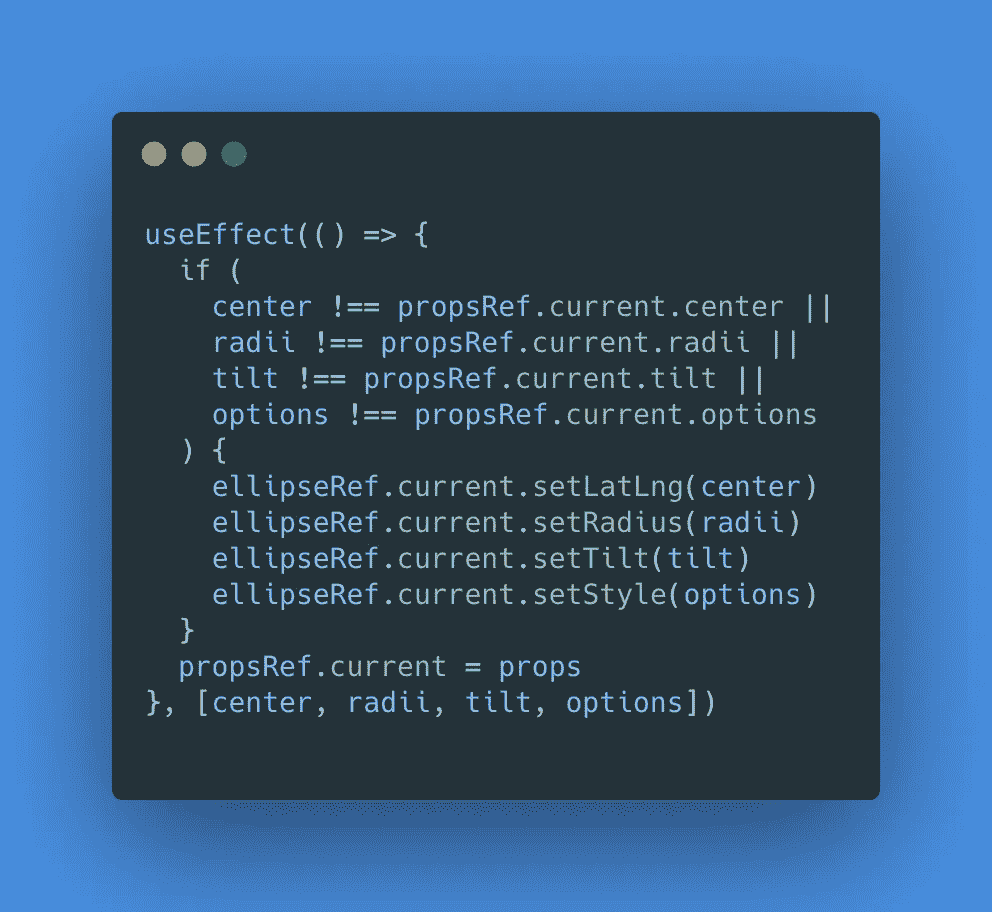 useEffect(() => {
  if (
    center !== propsRef.current.center ||
    radii !== propsRef.current.radii ||
    tilt !== propsRef.current.tilt ||
    options !== propsRef.current.options
  ) {
    ellipseRef.current.setLatLng(center)
    ellipseRef.current.setRadius(radii)
    ellipseRef.current.setTilt(tilt)
    ellipseRef.current.setStyle(options)
  }
  propsRef.current = props
}, [center, radii, tilt, options])